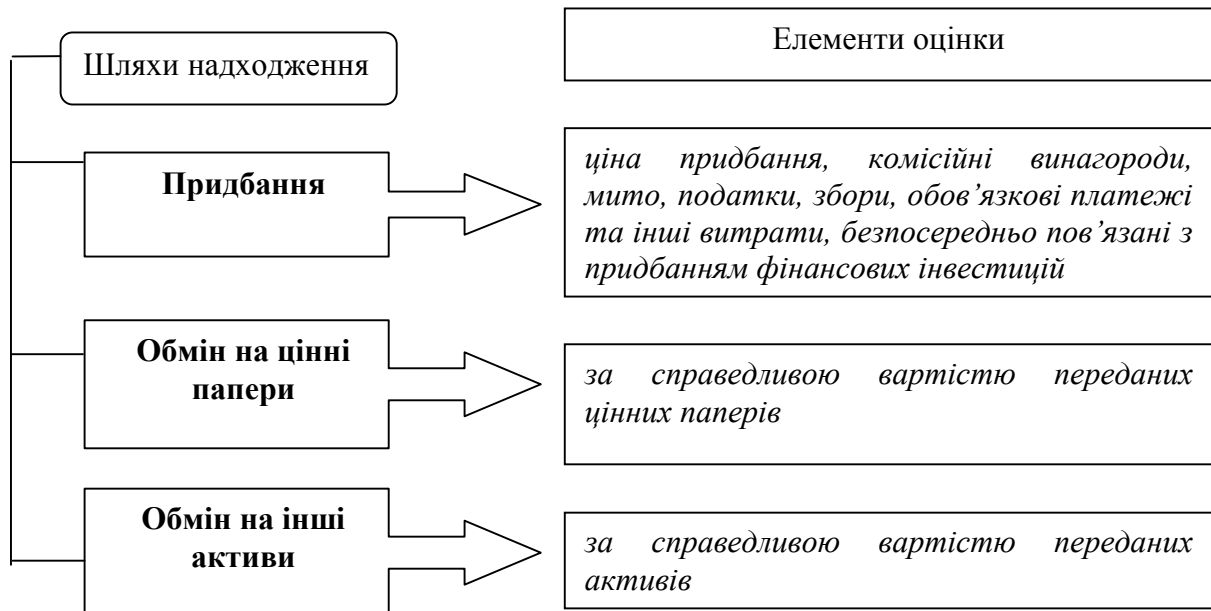 Шляхи надходження
Елементи оцінки
Придбання
ціна придбання, комісійні винагороди,
мито, податки, збори, обов’язкові платежі
та інші витрати, безпосередньо пов’язані з
придбанням фінансових інвестицій
Обмін на цінні
папери
за справедливою вартістю переданих
цінних паперів
Обмін на інші
активи
за справедливою вартістю переданих
активів